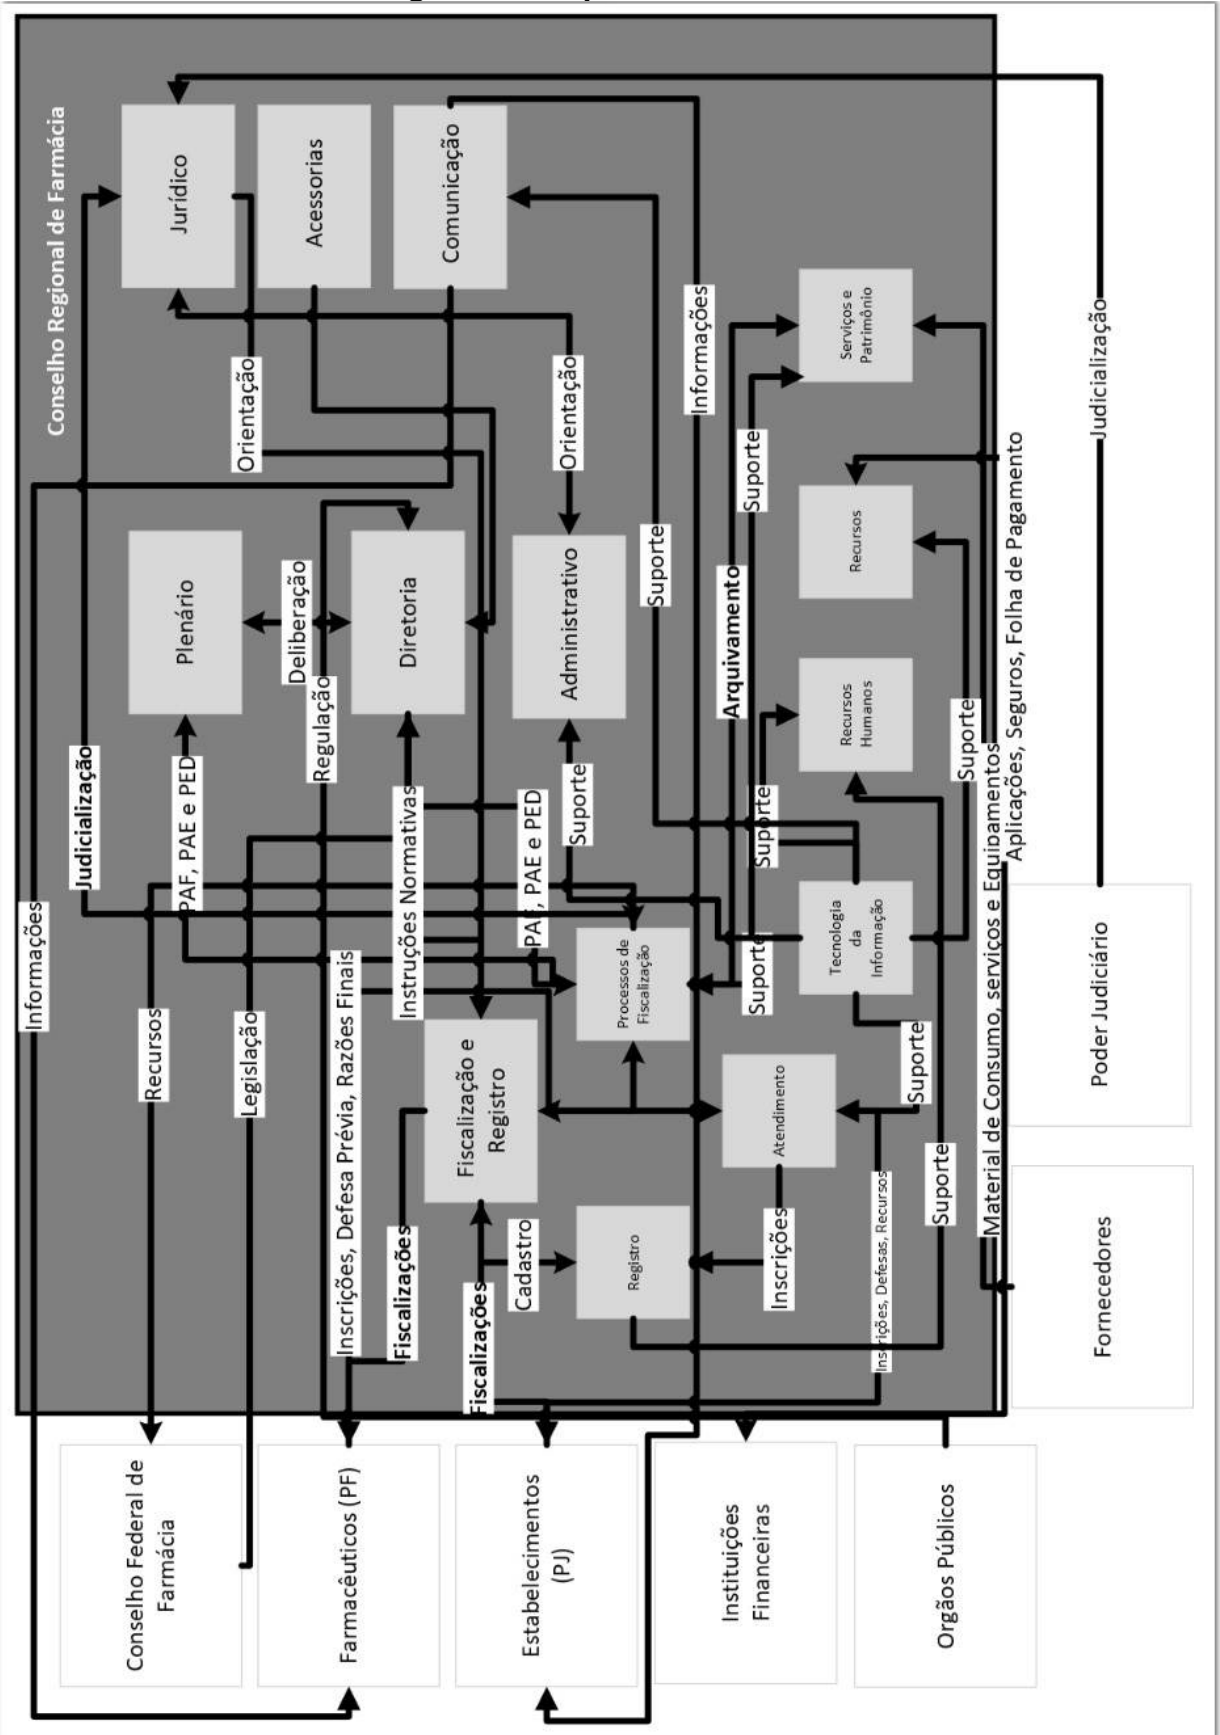 Conselho Regional de Farmácia
Jurídico
Acessorias
Comunicação
Orientação
Orientação
Informações
Judicialização
Serviços e
Patrimônio
Suporte
Suporte
Arquivamento
Recursos
Plenário
Deliberação
Diretoria
Regulação
Administrativo
Recursos
Humanos
Judicialização
PAF, PAE e PED
Instruções Normativas
PAF, PAE e PED
Suporte
Suporte
Suporte
Aplicações, Seguros, Folha de Pagamento
Material de Consumo, serviços e Equipamentos
Informações
Recursos
Legislação
Inscrições, Defesa Prévia, Razões Finais
Processos de
Fiscalização
Suporte
Tecnologia
da
Informação
Suporte
Poder Judiciário
Fiscalização e
Registro
Atendimento
Fiscalizações
Fiscalizações
Cadastro
Registro
Inscrições
Inscrições, Defesas, Recursos
Suporte
Fornecedores
Conselho Federal de
Farmácia
Farmacêuticos (PF)
Estabelecimentos
(PJ)
Instituições
Financeiras
Orgãos Públicos